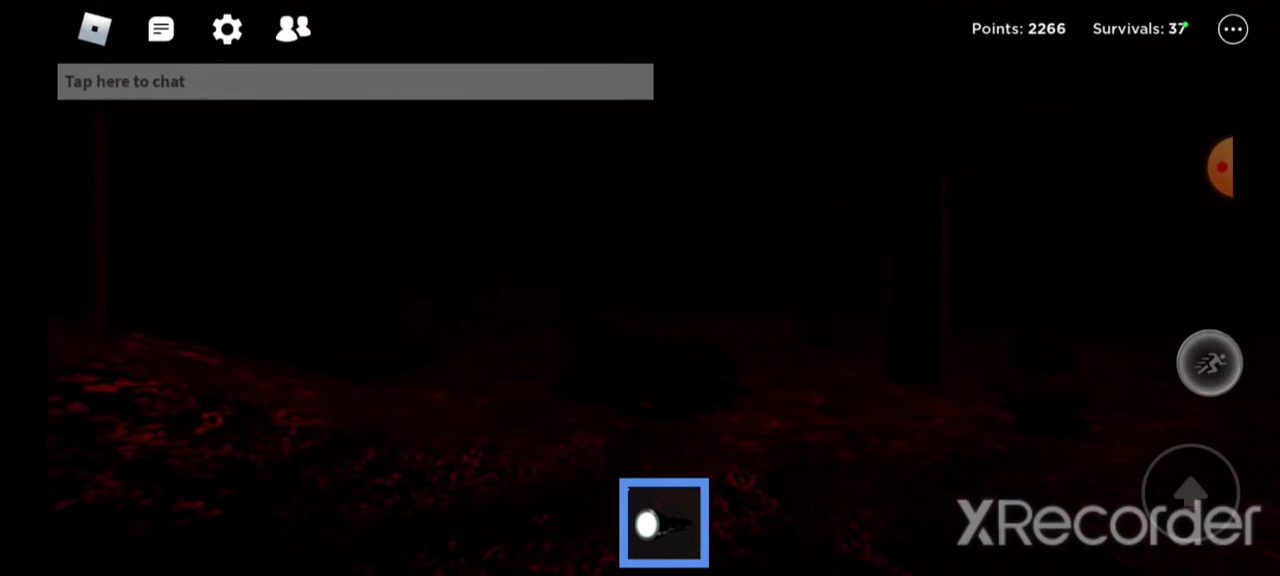 Points: 2266
Survivals: 37
Tap here to chat
XRecorder